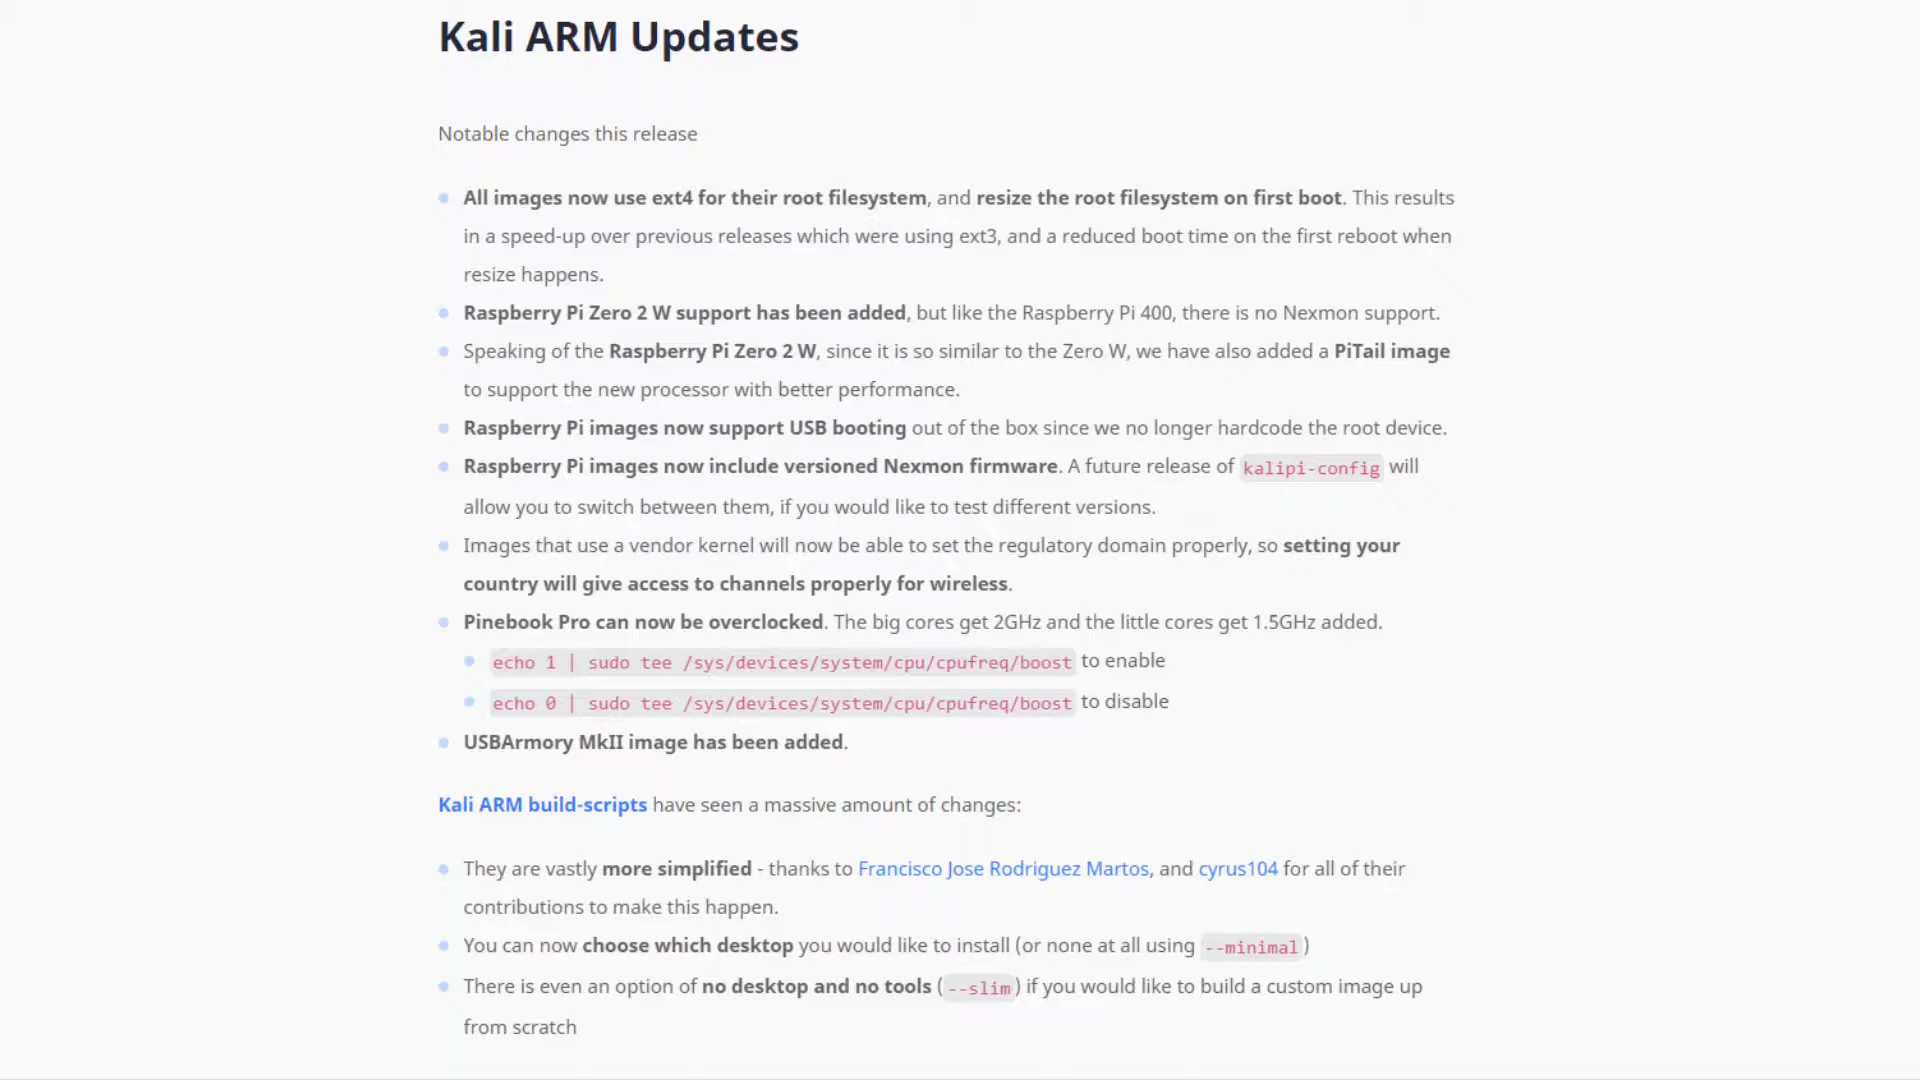 Kali ARM Updates
Notable changes this release
All images now use ext4 for their root filesystem, and resize the root filesystem on first boot. This results
in a speed-up over previous releases which were using ext3, and a reduced boot time on the first reboot when
resize happens.
Raspberry Pi Zero 2 W support has been added, but like the Raspberry Pi 400, there is no Nexmon support.
Speaking of the Raspberry Pi Zero 2 W, since it is so similar to the Zero W, we have also added a PiTail image
to support the new processor with better performance.
Raspberry Pi images now support USB booting out of the box since we no longer hardcode the root device.
Raspberry Pi images now include versioned Nexmon firmware. A future release of kalipi-config will
allow you to switch between them, if you would like to test different versions.
Images that use a vendor kernel will now be able to set the regulatory domain properly, so setting your
country will give access to channels properly for wireless.
Pinebook Pro can now be overclocked. The big cores get 2GHz and the little cores get 1.5GHz added.
echo 1 | sudo tee /sys/devices/system/cpu/cpufreq/boost to enable
echo 0 | sudo tee /sys/devices/system/cpu/cpufreq/boost to disable
USBArmory MkII image has been added.
Kali ARM build-scripts have seen a massive amount of changes:
They are vastly more simplified - thanks to Francisco Jose Rodriguez Martos, and cyrus104 for all of their
contributions to make this happen.
You can now choose which desktop you would like to install (or none at all using --minimal)
There is even an option of no desktop and no tools (--slim) if you would like to build a custom image up
from scratch